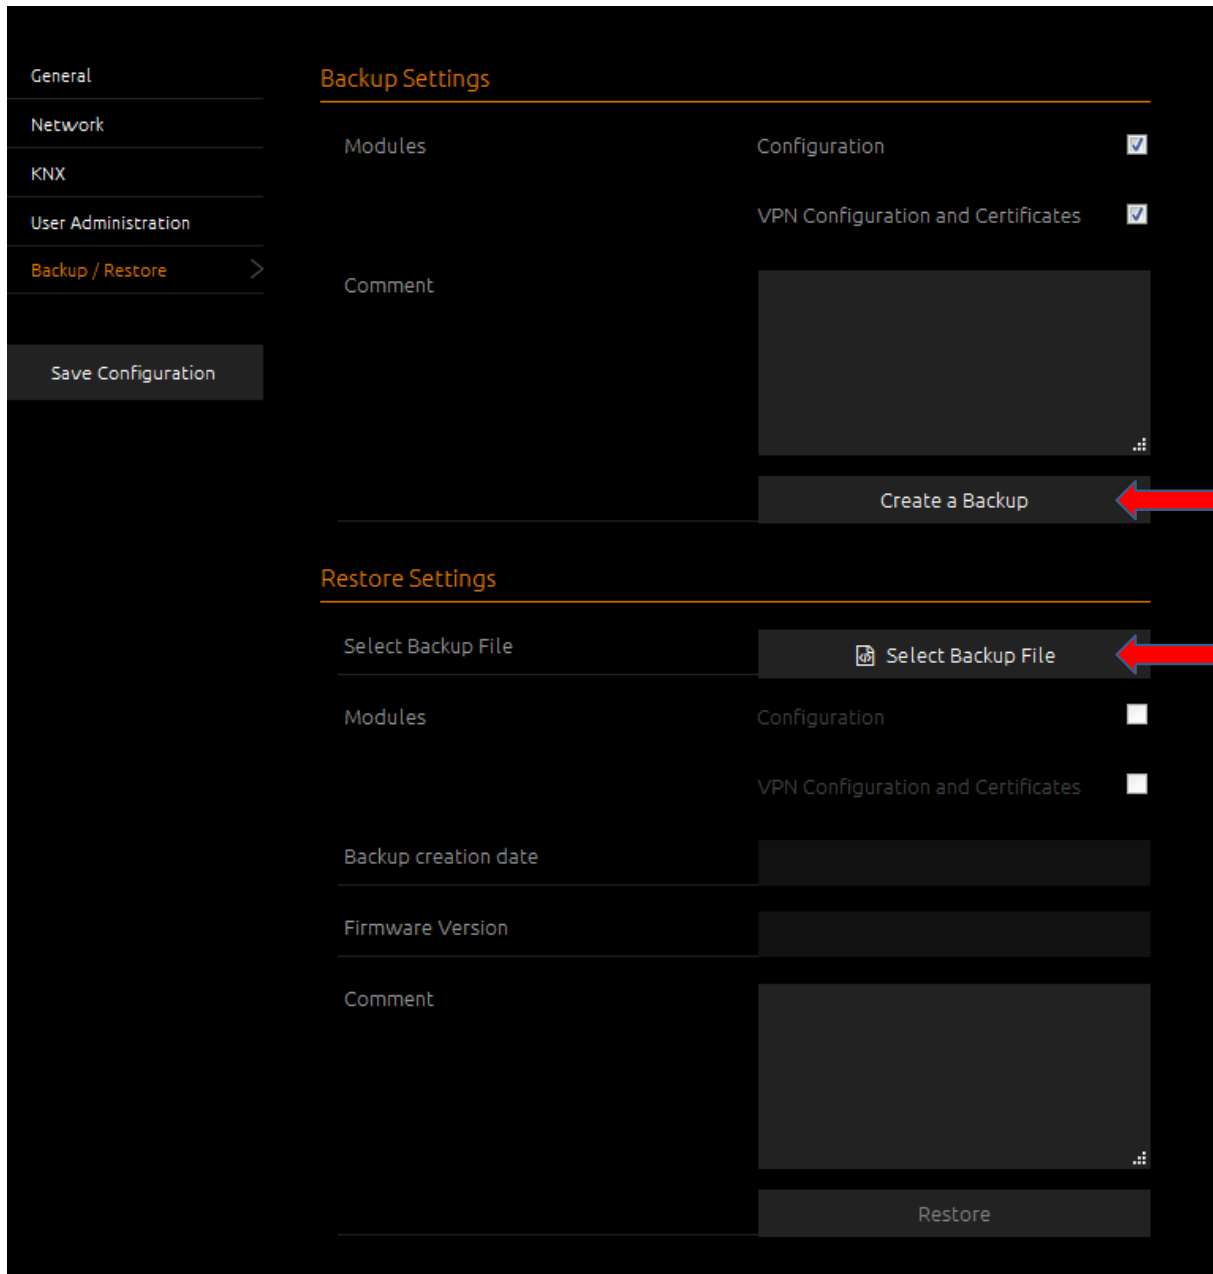 General
Network
KNX
User Administration
Backup / Restore
Save Configuration
Backup Settings
Modules
Configuration
VPN Configuration and Certificates
Comment
Create a Backup
Restore Settings
Select Backup File
Select Backup File
Modules
Configuration
VPN Configuration and Certificates
Backup creation date
Firmware Version
Comment
Restore